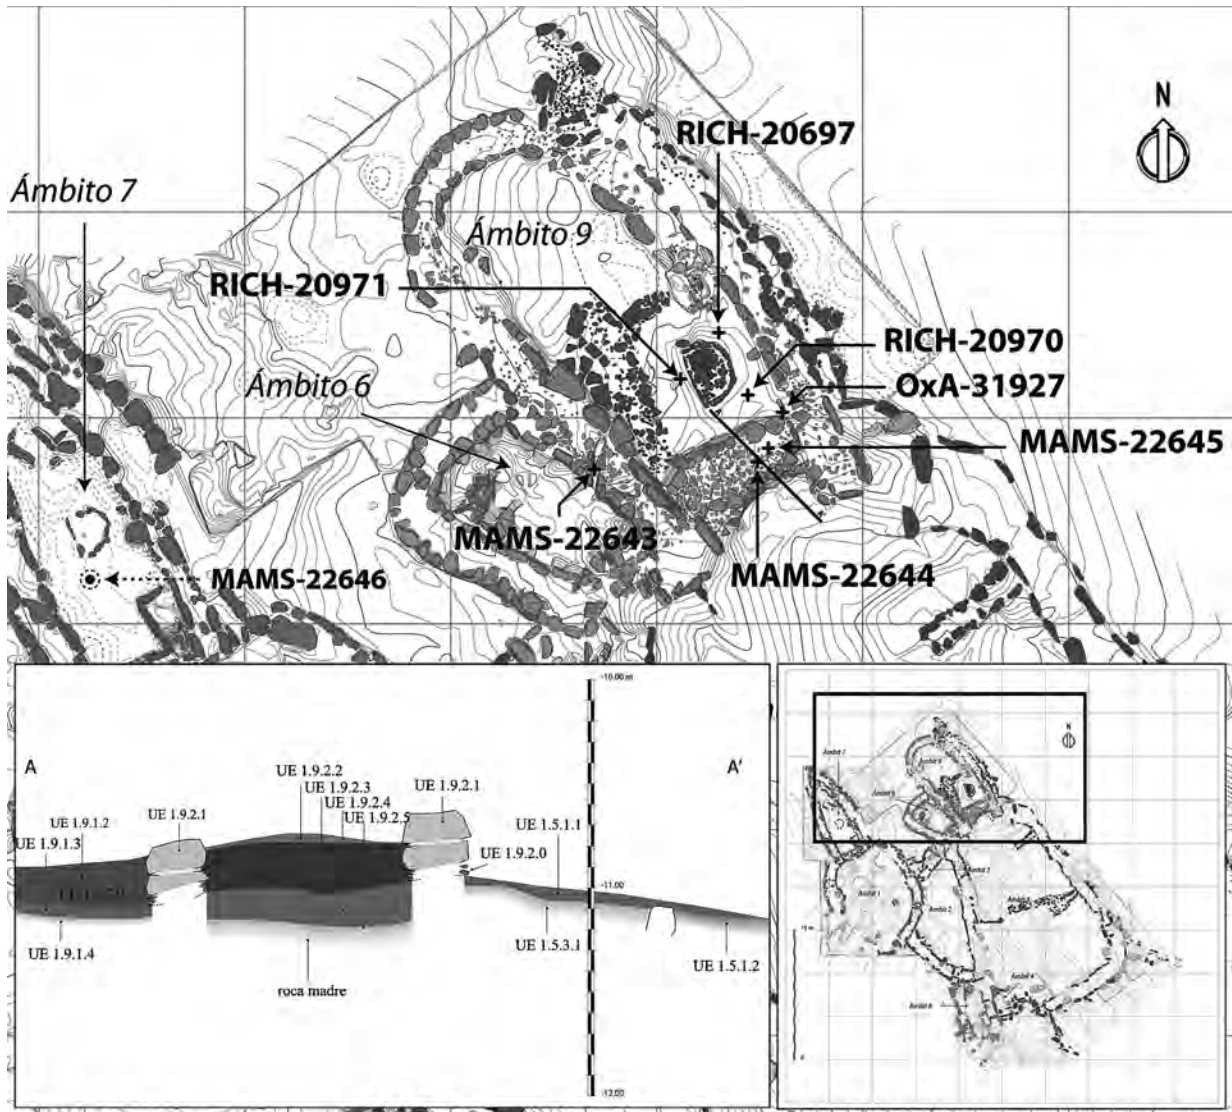 N
RICH-20697
Ámbito 7
Ámbito 9
RICH-20971
RICH-20970
Ámbito 6
OxA-31927
MAMS-22645
MAMS-22643
MAMS-22644
MAMS-22646
-10.00 m
A
A'
UE 1.9.2.2
UE 1.9.2.3
UE 1.9.2.4
UE 1.9.2.5
UE 1.9.2.1
UE 1.9.2.1
UE 1.9.1.2
UE 1.9.1.3
UE 1.5.1.1
UE 1.9.2.0
-11.00
UE 1.9.1.4
UE 1.5.3.1
UE 1.5.1.2
roca madre
-12.00
N